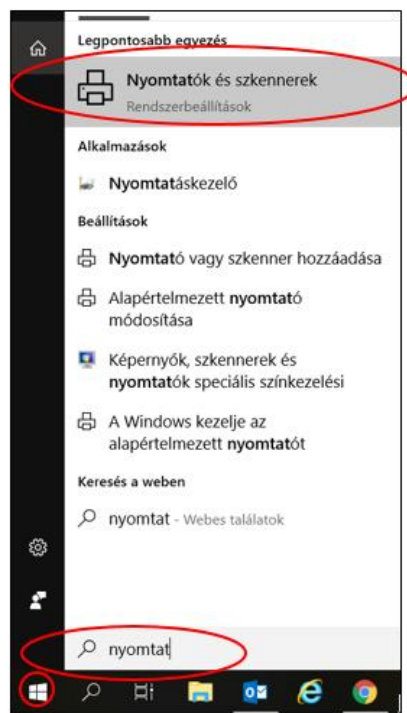 Legpontosabb egyezés
Nyomtatók és szkennerek
Rendszerbeállítások
Alkalmazások
Nyomtatáskezelő
Beállítások
Nyomtató vagy szkenner hozzáadása
Alapértelmezett nyomtató
módosítása
Képernyők, szkennerek és
nyomtatók speciális színkezelési
A Windows kezelje az
alapértelmezett nyomtatót
Keresés a weben
nyomtat - Webes találatok
nyomtat